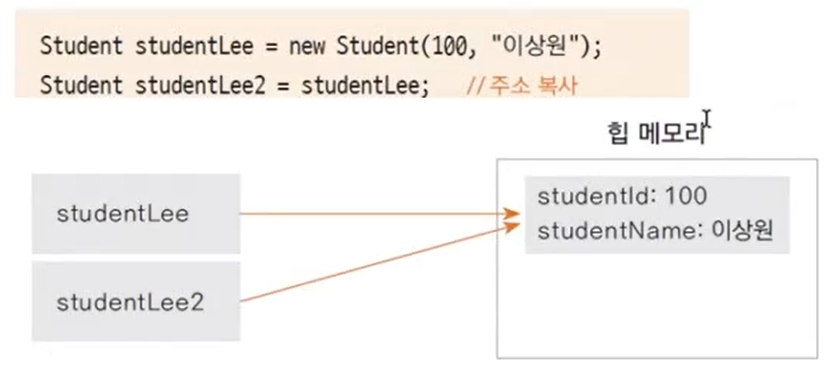 Student studentLee = new Student(100, "이상원");
Student studentLee2 = studentLee; //주소 복사
힙 메모리
studentLee
studentId: 100
studentName: 이상원
studentLee2